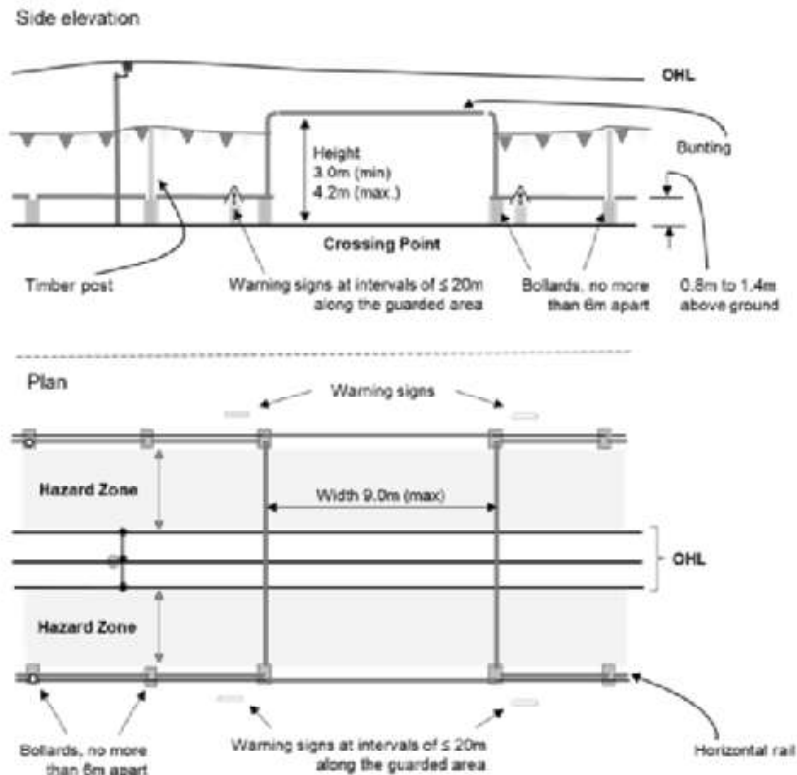 Side elevation
OHL
Bunting
Height
3.0m (min)
4.2m (max.)
Crossing Point
Timber post
Warning signs at intervals of ≤ 20m
along the guarded area
Bollards, no more
than 6m apart
0.8m to 1.4m
above ground
Plan
Warning signs
Hazard Zone
Width 9.0m (max)
OHL
Hazard Zone
Bollards, no more
than 6m apart
Warning signs at intervals of ≤ 20m
along the guarded area
Horizontal rail